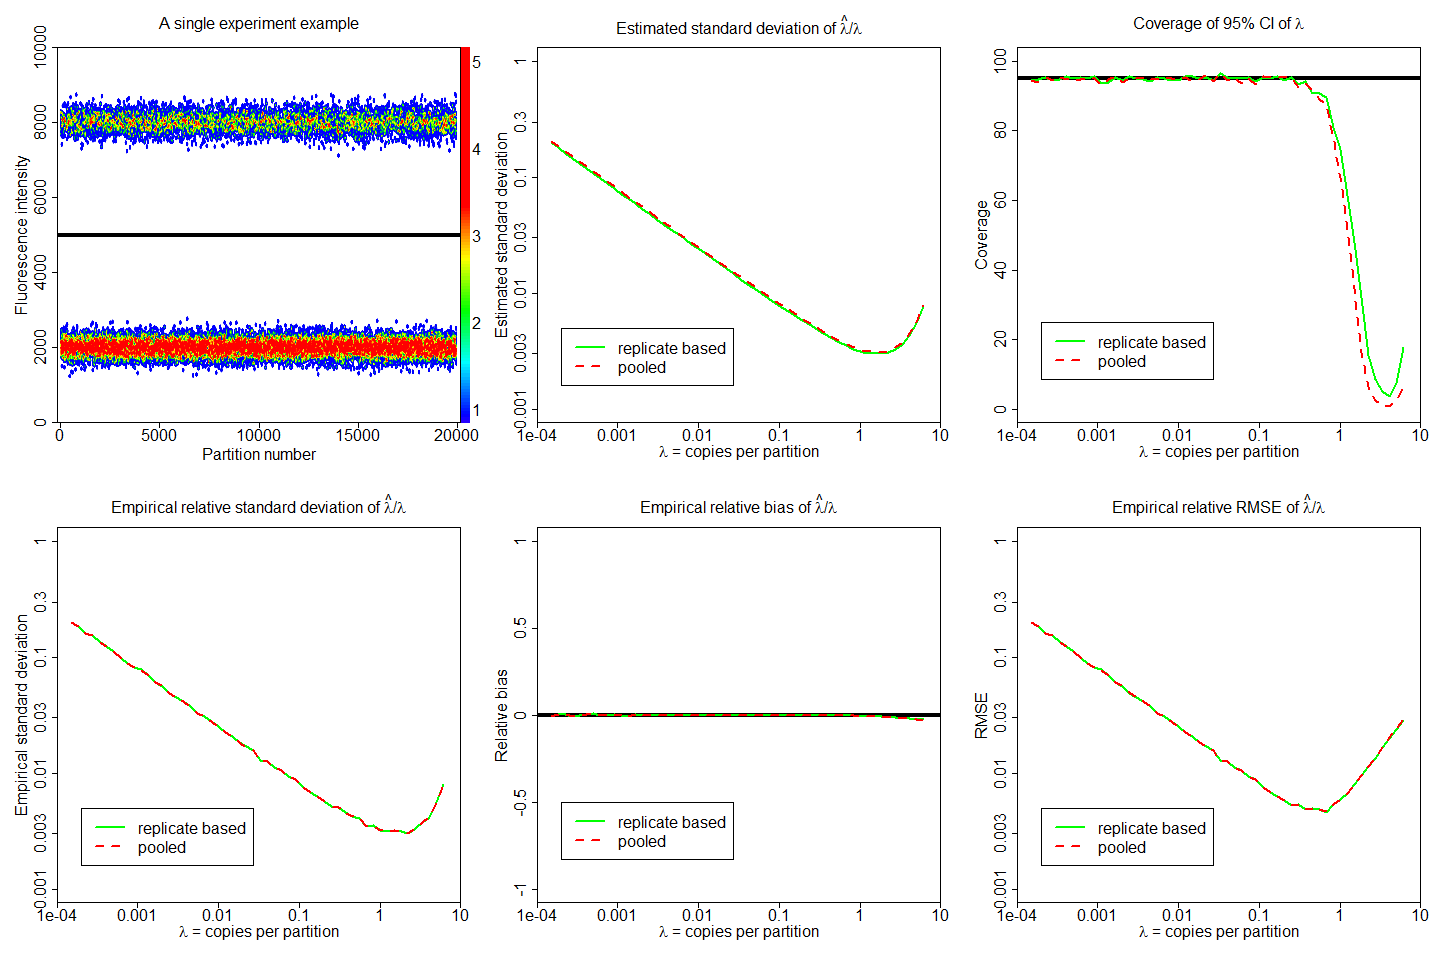 A single experiment example
Fluorescence intensity
0
2000
4000
6000
8000
10000
0
5000
10000
15000
20000
Partition number
5
4
3
2
1
Estimated standard deviation of λ̂/λ
Estimated standard deviation
1
0.3
0.1
0.03
0.01
0.003
0.001
replicate based
pooled
1e-04
0.001
0.01
0.1
1
10
λ = copies per partition
Coverage of 95% CI of λ
Coverage
100
80
60
40
20
0
replicate based
pooled
1e-04
0.001
0.01
0.1
1
10
λ = copies per partition
Empirical relative standard deviation of λ̂/λ
Empirical standard deviation
1
0.3
0.1
0.03
0.01
0.003
0.001
replicate based
pooled
1e-04
0.001
0.01
0.1
1
10
λ = copies per partition
Empirical relative bias of λ̂/λ
Relative bias
1
0.5
0
-0.5
-1
replicate based
pooled
1e-04
0.001
0.01
0.1
1
10
λ = copies per partition
Empirical relative RMSE of λ̂/λ
RMSE
1
0.3
0.1
0.03
0.01
0.003
0.001
replicate based
pooled
1e-04
0.001
0.01
0.1
1
10
λ = copies per partition